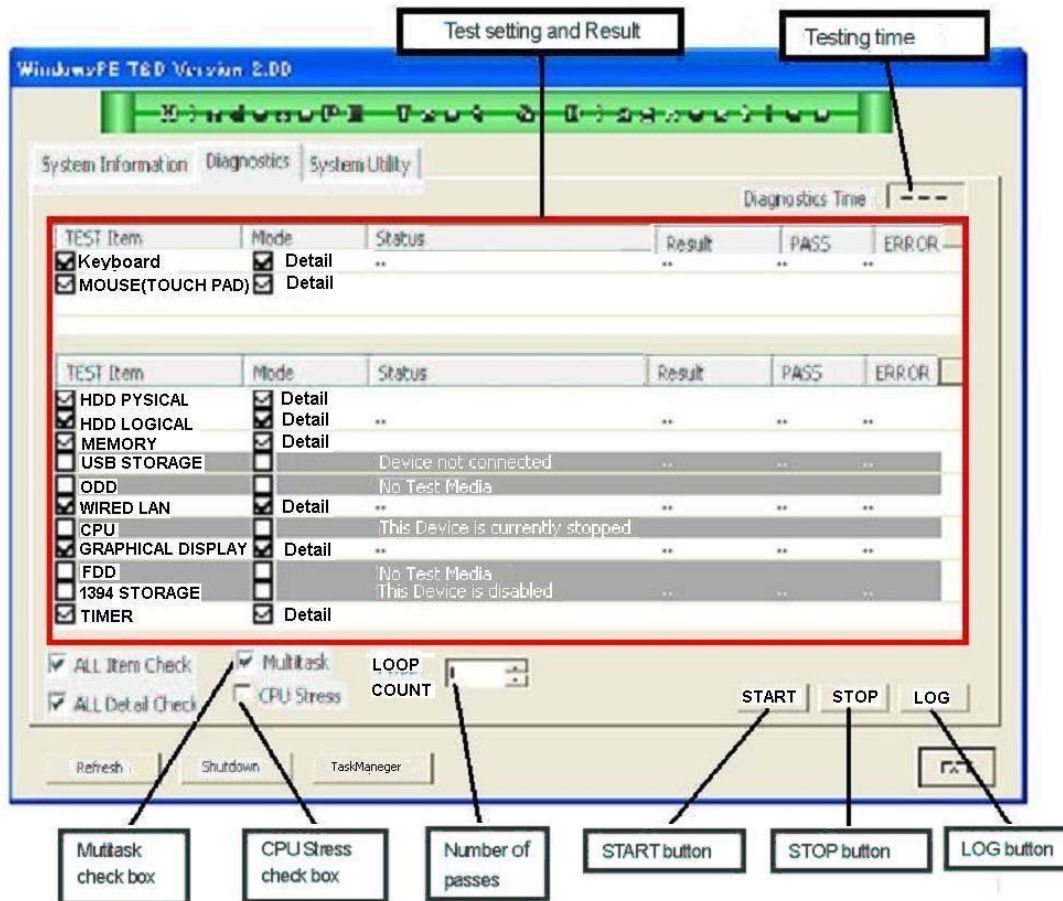 Test setting and Result
Testing time
WindowsPE T&D Version 2.00
WindowsPE Test & Diagnostics
System Information Diagnostics System Utility
Diagnostics Time ---
TEST Item Mode Status Result PASS ERROR
Keyboard Detail .. .. .. ..
MOUSE(TOUCH PAD) Detail
TEST Item Mode Status Result PASS ERROR
HDD PYSICAL Detail
HDD LOGICAL Detail .. .. .. ..
MEMORY Detail
USB STORAGE Device not connected .. .. ..
ODD No Test Media
WIRED LAN Detail .. .. .. ..
CPU This Device is currently stopped
GRAPHICAL DISPLAY Detail .. .. .. ..
FDD No Test Media
1394 STORAGE This Device is disabled .. .. ..
TIMER Detail
ALL Item Check Multitask LOOP COUNT 1
ALL Detail Check CPU Stress
START STOP LOG
Refresh Shutdown TaskManeger
Mutitask check box
CPU Stress check box
Number of passes
START button
STOP button
LOG button